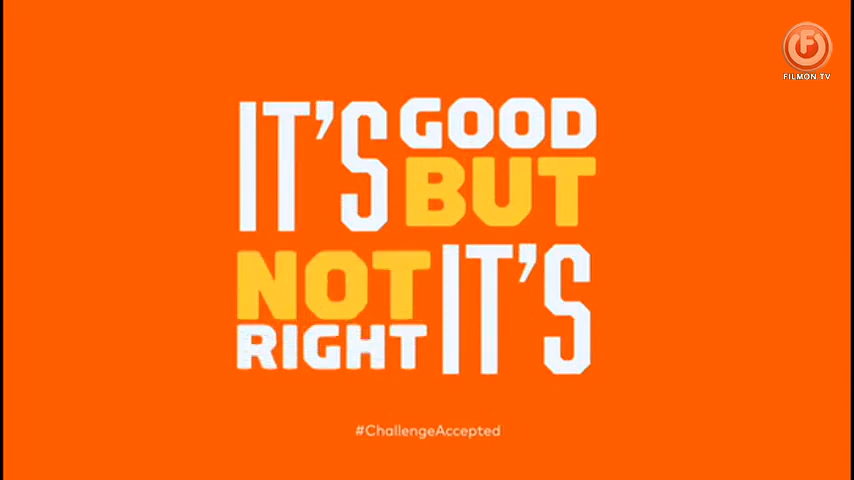 IT'S GOOD
BUT
NOT IT'S
RIGHT
#ChallengeAccepted
F
FILMON TV